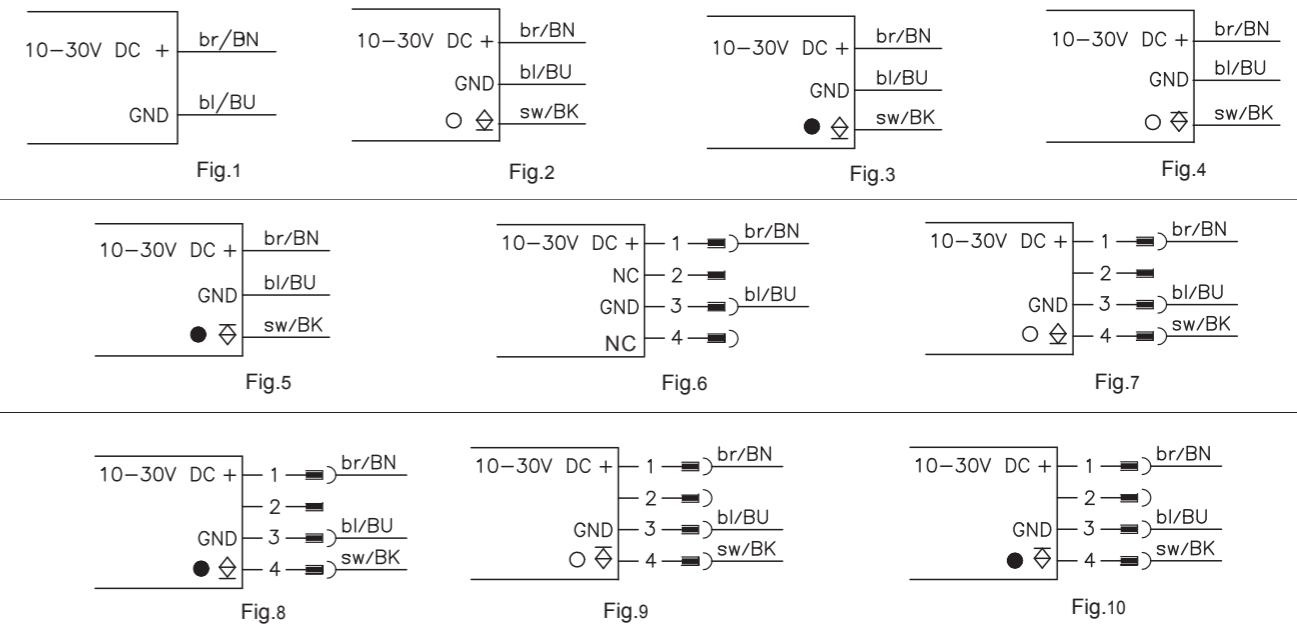 10-30V DC + br/BN
GND bl/BU
Fig.1
10-30V DC + br/BN
GND bl/BU
sw/BK
Fig.2
10-30V DC + br/BN
GND bl/BU
sw/BK
Fig.3
10-30V DC + br/BN
GND bl/BU
sw/BK
Fig.4
10-30V DC + br/BN
GND bl/BU
sw/BK
Fig.5
10-30V DC + 1 br/BN
NC 2
GND 3 bl/BU
NC 4
Fig.6
10-30V DC + 1 br/BN
2
GND 3 bl/BU
4 sw/BK
Fig.7
10-30V DC + 1 br/BN
2
GND 3 bl/BU
4 sw/BK
Fig.8
10-30V DC + 1 br/BN
2
GND 3 bl/BU
4 sw/BK
Fig.9
10-30V DC + 1 br/BN
2
GND 3 bl/BU
4 sw/BK
Fig.10